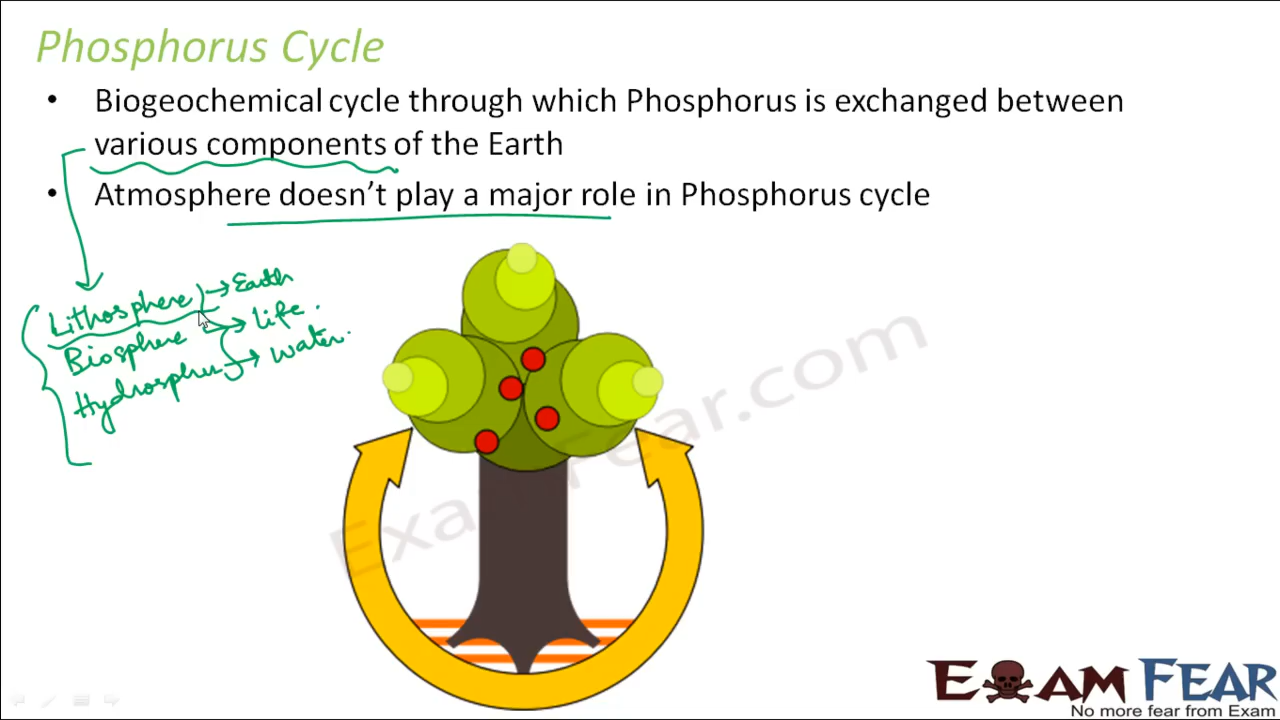 Phosphorus Cycle
• Biogeochemical cycle through which Phosphorus is exchanged between
various components of the Earth
• Atmosphere doesn't play a major role in Phosphorus cycle
Lithosphere → Earth
Biosphere → life.
Hydrosphere → water.
ExamFear.com
EXAM FEAR
No more fear from Exam